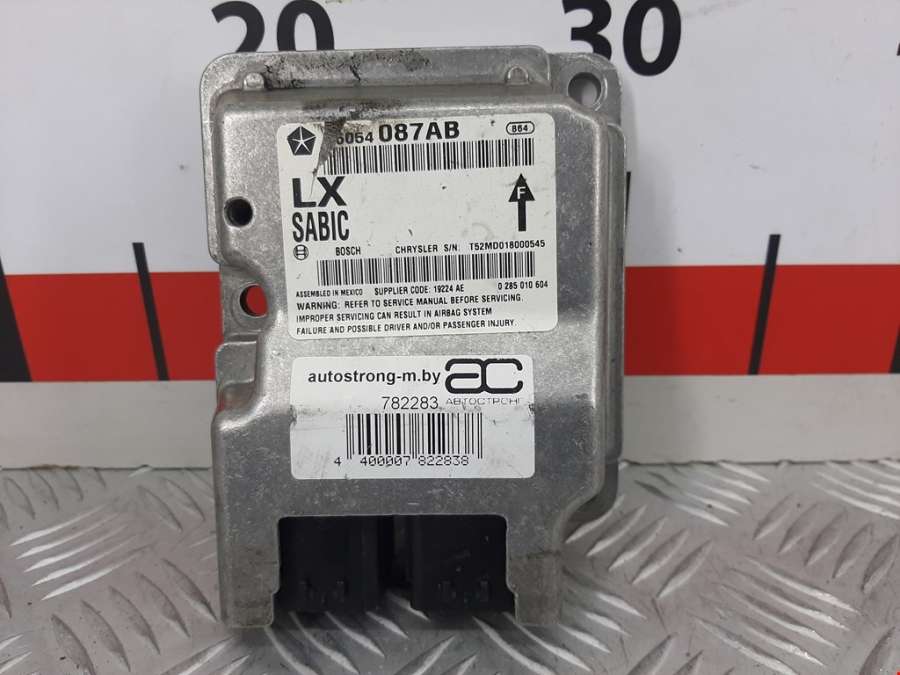 20 30
5064 087AB 864
LX
F
SABIC
BOSCH CHRYSLER S/N: T52MD018000545
ASSEMBLED IN MEXICO SUPPLIER CODE: 19224 AE 0 285 010 604
WARNING: REFER TO SERVICE MANUAL BEFORE SERVICING.
IMPROPER SERVICING CAN RESULT IN AIRBAG SYSTEM
FAILURE AND POSSIBLE DRIVER AND/OR PASSENGER INJURY.
autostrong-m.by ac
782283 АВТОСТРОНГ
4 400007 822838